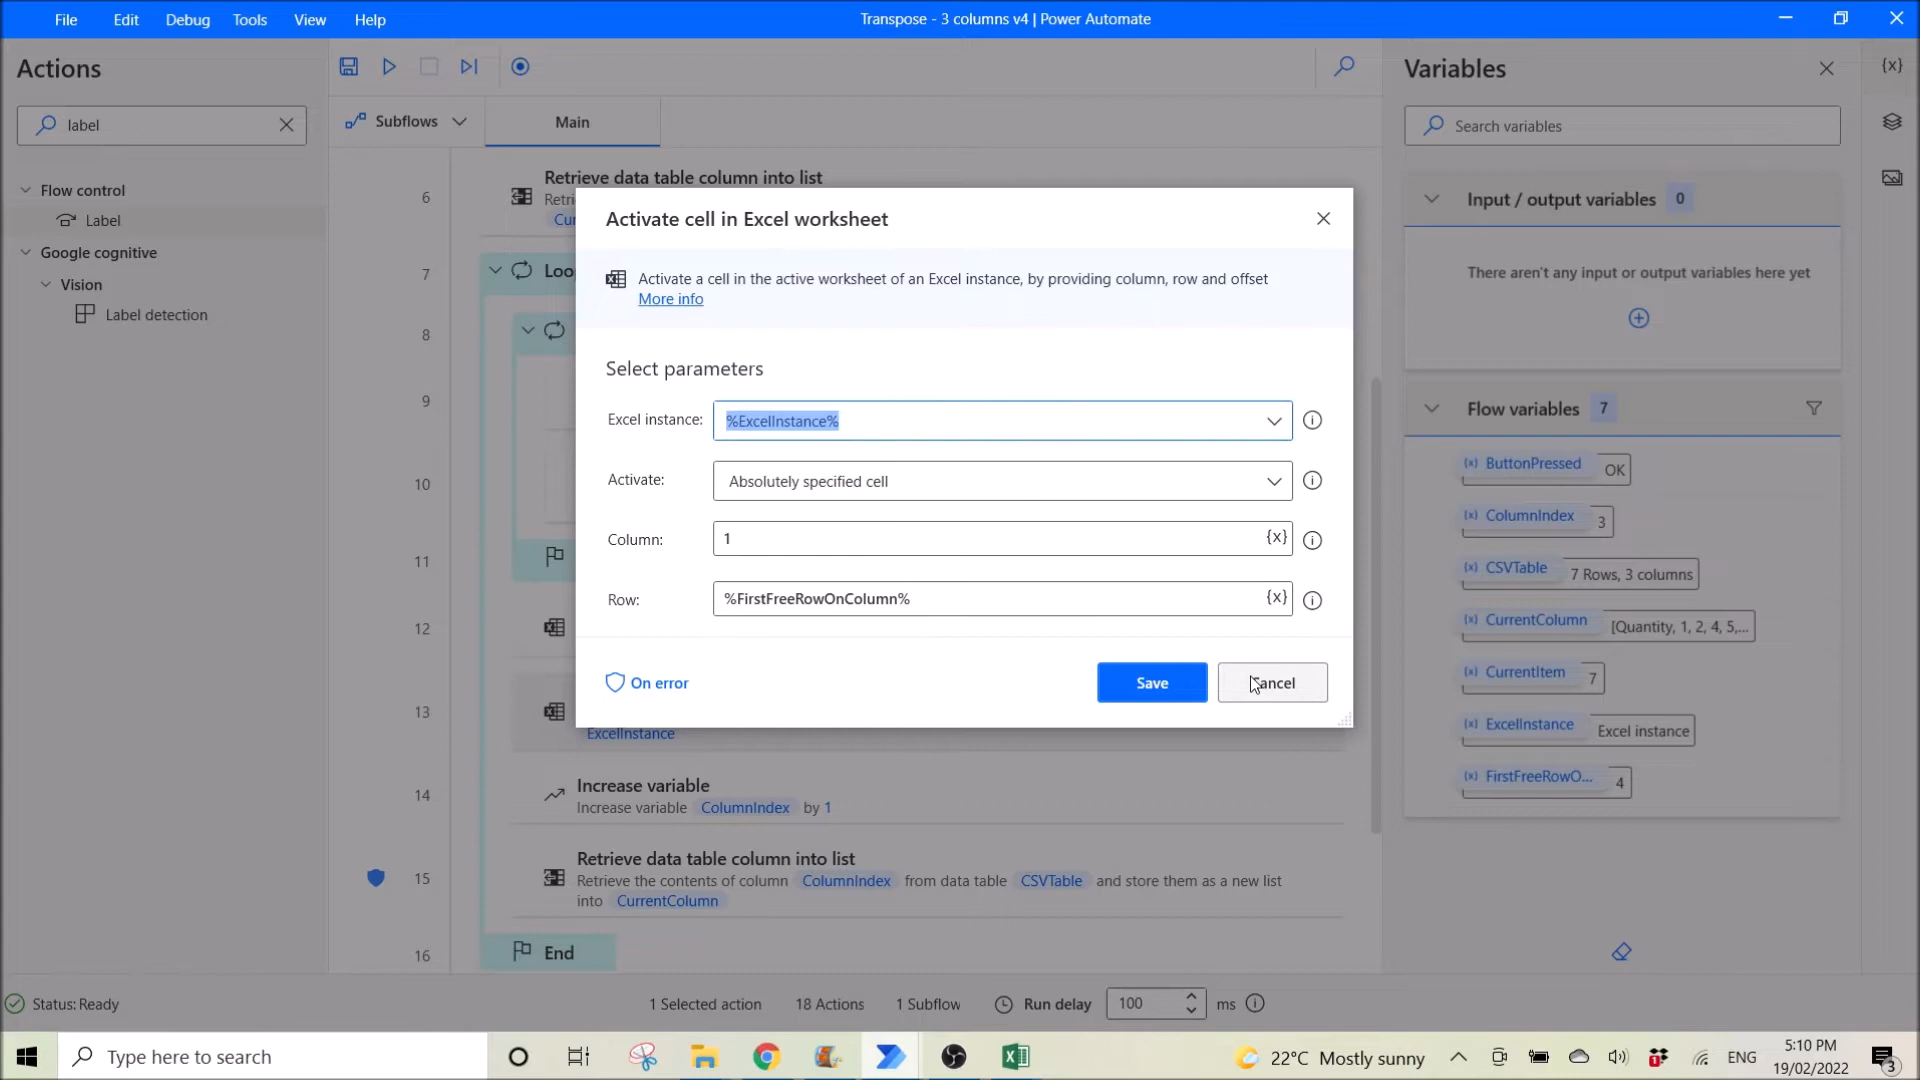 File Edit Debug Tools View Help
Transpose - 3 columns v4 | Power Automate
Actions
label
Flow control
Label
Google cognitive
Vision
Label detection
Subflows
Main
6
Retrieve data table column into list
7
8
9
10
11
12
13
ExcelInstance
14
Increase variable
Increase variable ColumnIndex by 1
15
Retrieve data table column into list
Retrieve the contents of column ColumnIndex from data table CSVTable and store them as a new list
into CurrentColumn
16
End
Activate cell in Excel worksheet
Activate a cell in the active worksheet of an Excel instance, by providing column, row and offset
More info
Select parameters
Excel instance: %ExcelInstance%
Activate: Absolutely specified cell
Column: 1 {x}
Row: %FirstFreeRowOnColumn% {x}
On error
Save
Cancel
Variables
{x}
Search variables
Input / output variables 0
There aren't any input or output variables here yet
Flow variables 7
(x) ButtonPressed OK
(x) ColumnIndex 3
(x) CSVTable 7 Rows, 3 columns
(x) CurrentColumn [Quantity, 1, 2, 4, 5,...
(x) CurrentItem 7
(x) ExcelInstance Excel instance
(x) FirstFreeRowO... 4
Status: Ready
1 Selected action
18 Actions
1 Subflow
Run delay 100 ms
Type here to search
22°C Mostly sunny
ENG
5:10 PM
19/02/2022
3